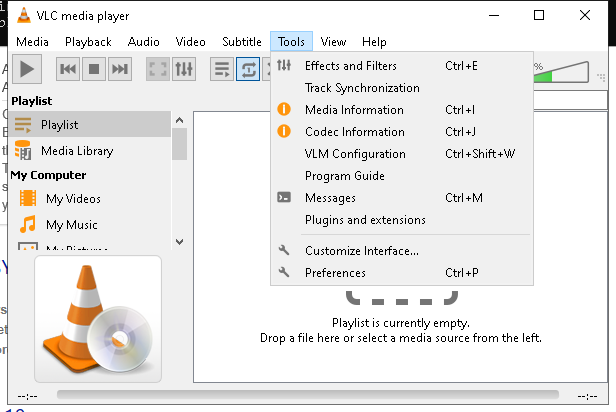 VLC media player
Media Playback Audio Video Subtitle Tools View Help
Effects and Filters Ctrl+E
Track Synchronization
Media Information Ctrl+I
Codec Information Ctrl+J
VLM Configuration Ctrl+Shift+W
Program Guide
Messages Ctrl+M
Plugins and extensions
Customize Interface...
Preferences Ctrl+P
%
Playlist
Playlist
Media Library
My Computer
My Videos
My Music
My Pictures
Playlist is currently empty.
Drop a file here or select a media source from the left.
--:-- --:--